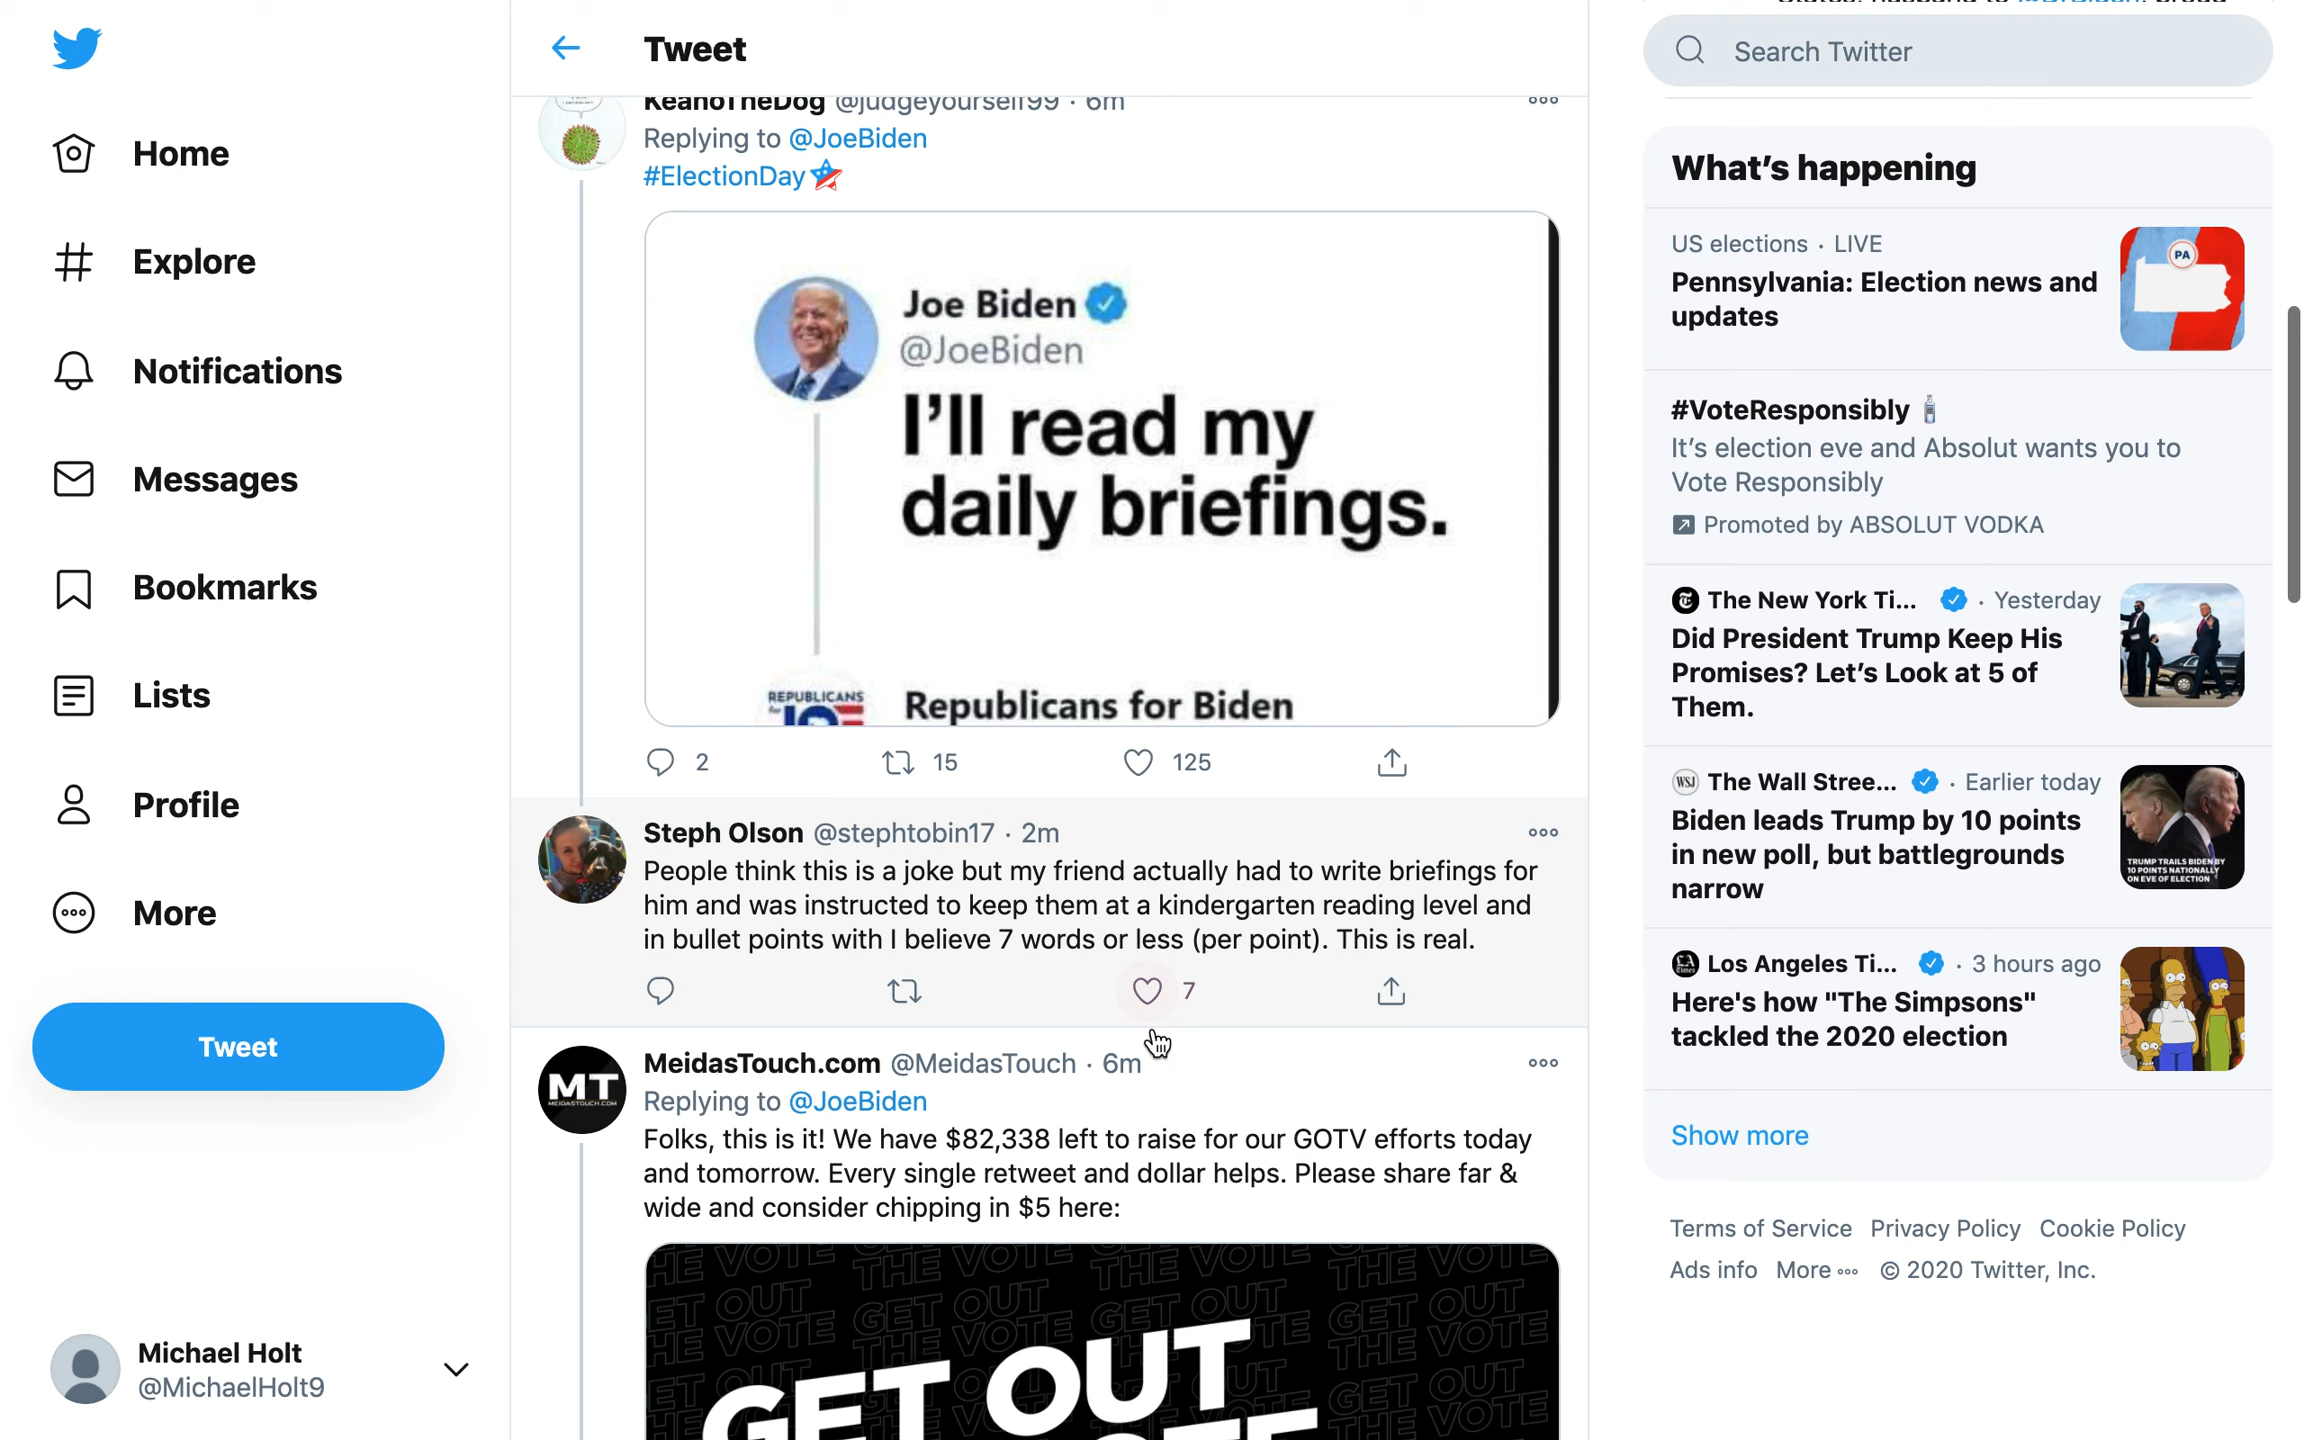 Home
Explore
Notifications
Messages
Bookmarks
Lists
Profile
More
Tweet
Michael Holt
@MichaelHolt9
Tweet
KeanoTheDog @judgeyourself99 · 6m
Replying to @JoeBiden
#ElectionDay
Joe Biden
@JoeBiden
I'll read my
daily briefings.
REPUBLICANS
for
Republicans for Biden
2 15 125
Steph Olson @stephtobin17 · 2m
People think this is a joke but my friend actually had to write briefings for
him and was instructed to keep them at a kindergarten reading level and
in bullet points with I believe 7 words or less (per point). This is real.
7
MT
MEIDASTOUCH.COM
MeidasTouch.com @MeidasTouch · 6m
Replying to @JoeBiden
Folks, this is it! We have $82,338 left to raise for our GOTV efforts today
and tomorrow. Every single retweet and dollar helps. Please share far &
wide and consider chipping in $5 here:
GET OUT
Search Twitter
What's happening
US elections · LIVE
Pennsylvania: Election news and
updates
PA
#VoteResponsibly
It's election eve and Absolut wants you to
Vote Responsibly
Promoted by ABSOLUT VODKA
The New York Ti... · Yesterday
Did President Trump Keep His
Promises? Let's Look at 5 of
Them.
WSJ The Wall Stree... · Earlier today
Biden leads Trump by 10 points
in new poll, but battlegrounds
narrow
TRUMP TRAILS BIDEN BY
10 POINTS NATIONALLY
ON EVE OF ELECTION
LA Times Los Angeles Ti... · 3 hours ago
Here's how "The Simpsons"
tackled the 2020 election
Show more
Terms of Service Privacy Policy Cookie Policy
Ads info More © 2020 Twitter, Inc.